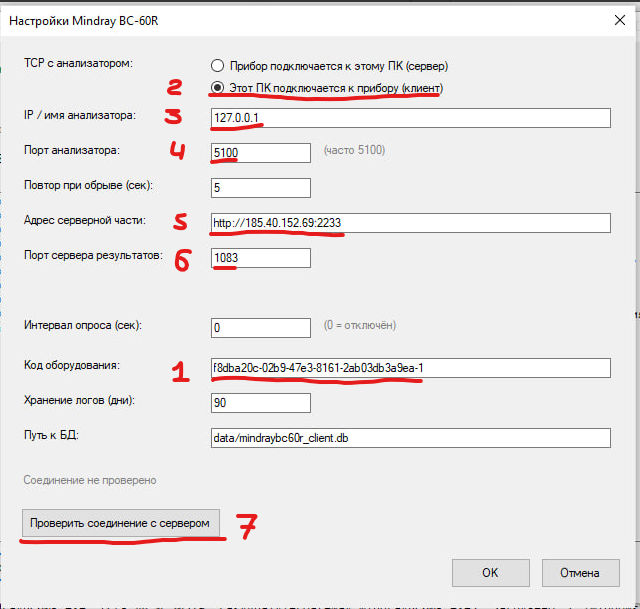 Настройки Mindray BC-60R
TCP с анализатором:
Прибор подключается к этому ПК (сервер)
2 Этот ПК подключается к прибору (клиент)
IP / имя анализатора: 3 127.0.0.1
Порт анализатора: 4 5100 (часто 5100)
Повтор при обрыве (сек): 5
Адрес серверной части: 5 http://185.40.152.69:2233
Порт сервера результатов: 6 1083
Интервал опроса (сек): 0 (0 = отключён)
Код оборудования: 1 f8dba20c-02b9-47e3-8161-2ab03db3a9ea-1
Хранение логов (дни): 90
Путь к БД: data/mindraybc60r_client.db
Соединение не проверено
Проверить соединение с сервером 7
OK Отмена